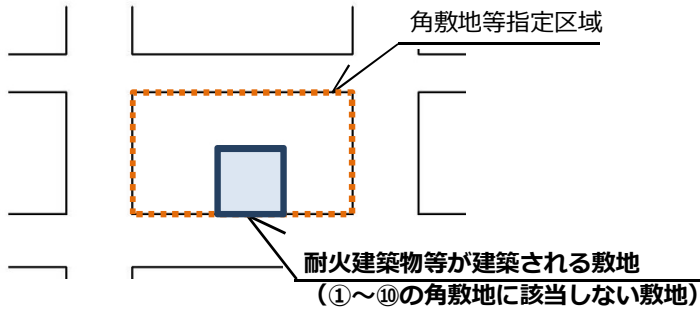 角敷地等指定区域
耐火建築物等が建築される敷地
（①～⑩の角敷地に該当しない敷地）